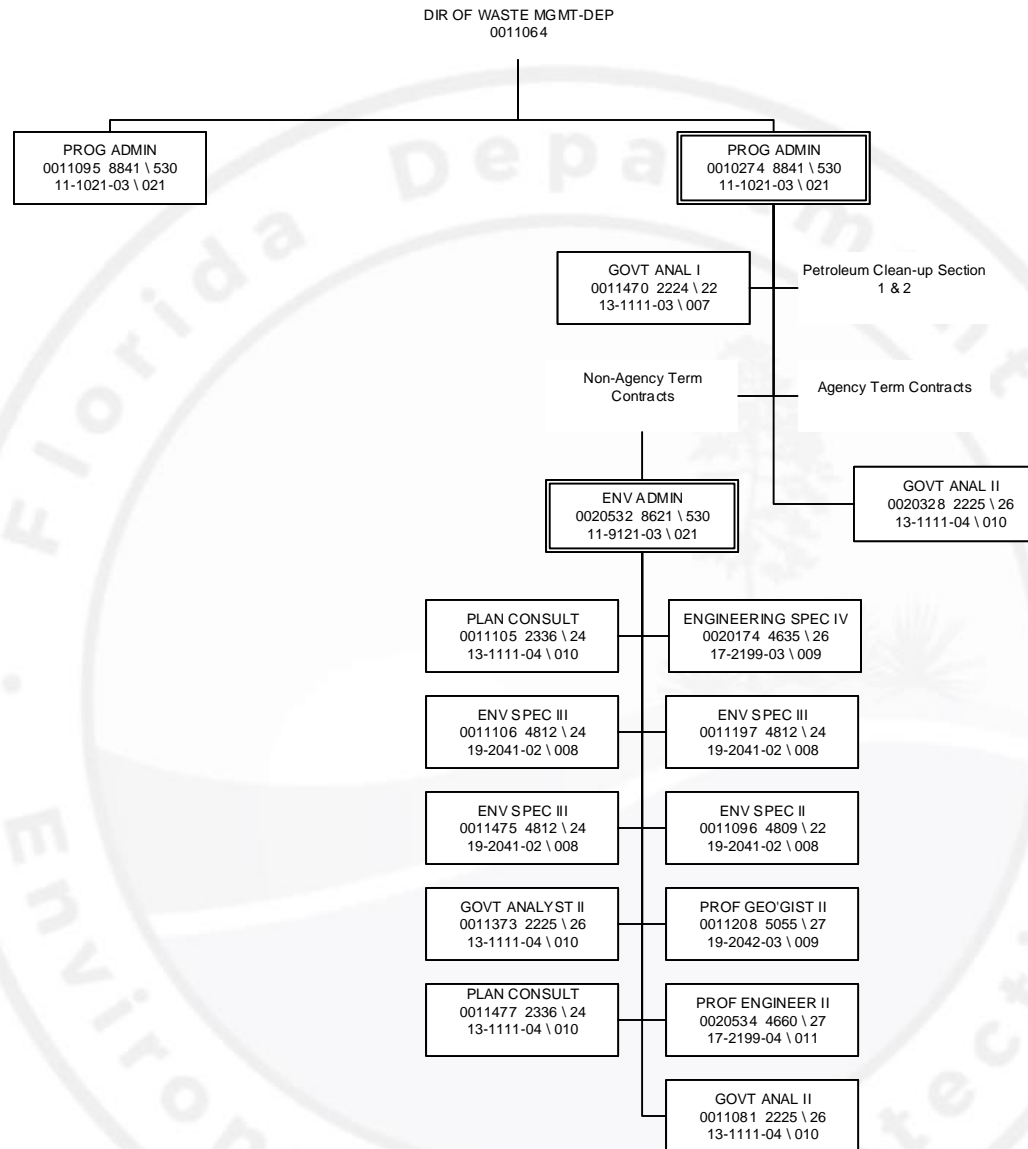 DIR OF WASTE MGMT-DEP
0011064
PROG ADMIN
0011095 8841 \ 530
11-1021-03 \ 021
PROG ADMIN
0010274 8841 \ 530
11-1021-03 \ 021
GOVT ANAL I
0011470 2224 \ 22
13-1111-03 \ 007
Petroleum Clean-up Section
1 & 2
Non-Agency Term
Contracts
Agency Term Contracts
GOVT ANAL II
0020328 2225 \ 26
13-1111-04 \ 010
ENV ADMIN
0020532 8621 \ 530
11-9121-03 \ 021
PLAN CONSULT
0011105 2336 \ 24
13-1111-04 \ 010
ENGINEERING SPEC IV
0020174 4635 \ 26
17-2199-03 \ 009
ENV SPEC III
0011106 4812 \ 24
19-2041-02 \ 008
ENV SPEC III
0011197 4812 \ 24
19-2041-02 \ 008
ENV SPEC III
0011475 4812 \ 24
19-2041-02 \ 008
ENV SPEC II
0011096 4809 \ 22
19-2041-02 \ 008
GOVT ANALYST II
0011373 2225 \ 26
13-1111-04 \ 010
PROF GEO'GIST II
0011208 5055 \ 27
19-2042-03 \ 009
PLAN CONSULT
0011477 2336 \ 24
13-1111-04 \ 010
PROF ENGINEER II
0020534 4660 \ 27
17-2199-04 \ 011
GOVT ANAL II
0011081 2225 \ 26
13-1111-04 \ 010
Florida Departm
t
• Environ
tecti